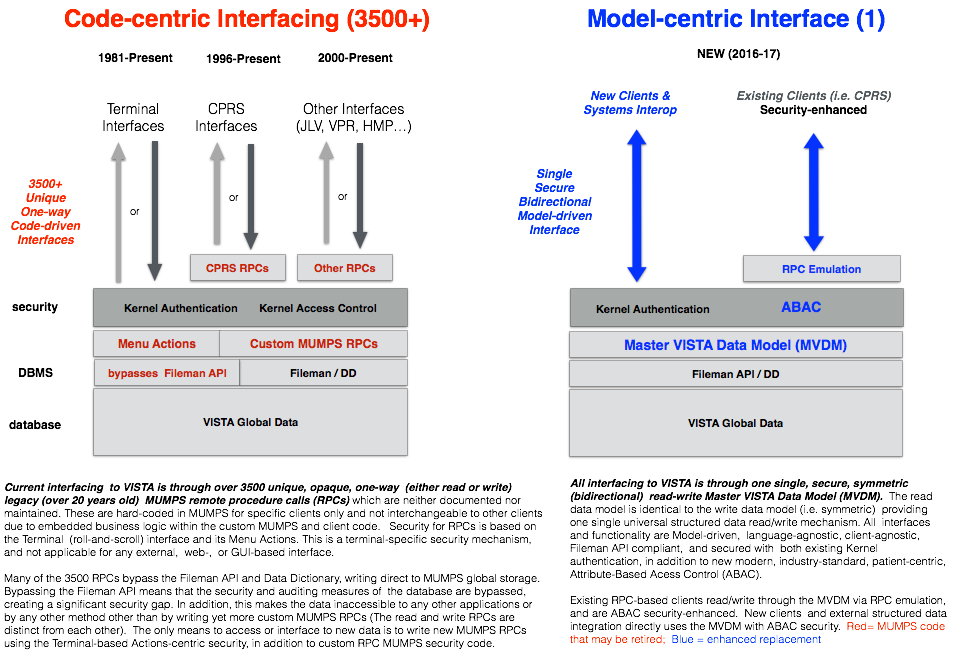 Code-centric Interfacing (3500+)
1981-Present
1996-Present
2000-Present
Terminal
Interfaces
CPRS
Interfaces
Other Interfaces
(JLV, VPR, HMP…)
3500+
Unique
One-way
Code-driven
Interfaces
or
or
or
CPRS RPCs
Other RPCs
security
Kernel Authentication
Kernel Access Control
Menu Actions
Custom MUMPS RPCs
DBMS
bypasses Fileman API
Fileman / DD
database
VISTA Global Data
Current interfacing to VISTA is through over 3500 unique, opaque, one-way (either read or write)
legacy (over 20 years old) MUMPS remote procedure calls (RPCs) which are neither documented nor
maintained. These are hard-coded in MUMPS for specific clients only and not interchangeable to other clients
due to embedded business logic within the custom MUMPS and client code. Security for RPCs is based on
the Terminal (roll-and-scroll) interface and its Menu Actions. This is a terminal-specific security mechanism,
and not applicable for any external, web-, or GUI-based interface.
Many of the 3500 RPCs bypass the Fileman API and Data Dictionary, writing direct to MUMPS global storage.
Bypassing the Fileman API means that the security and auditing measures of the database are bypassed,
creating a significant security gap. In addition, this makes the data inaccessible to any other applications or
by any other method other than by writing yet more custom MUMPS RPCs (The read and write RPCs are
distinct from each other). The only means to access or interface to new data is to write new MUMPS RPCs
using the Terminal-based Actions-centric security, in addition to custom RPC MUMPS security code.
Model-centric Interface (1)
NEW (2016-17)
New Clients &
Systems Interop
Existing Clients (i.e. CPRS)
Security-enhanced
Single
Secure
Bidirectional
Model-driven
Interface
RPC Emulation
Kernel Authentication
ABAC
Master VISTA Data Model (MVDM)
Fileman API / DD
VISTA Global Data
All interfacing to VISTA is through one single, secure, symmetric
(bidirectional) read-write Master VISTA Data Model (MVDM). The read
data model is identical to the write data model (i.e. symmetric) providing
one single universal structured data read/write mechanism. All interfaces
and functionality are Model-driven, language-agnostic, client-agnostic,
Fileman API compliant, and secured with both existing Kernel
authentication, in addition to new modern, industry-standard, patient-centric,
Attribute-Based Acess Control (ABAC).
Existing RPC-based clients read/write through the MVDM via RPC emulation,
and are ABAC security-enhanced. New clients and external structured data
integration directly uses the MVDM with ABAC security. Red= MUMPS code
that may be retired; Blue = enhanced replacement